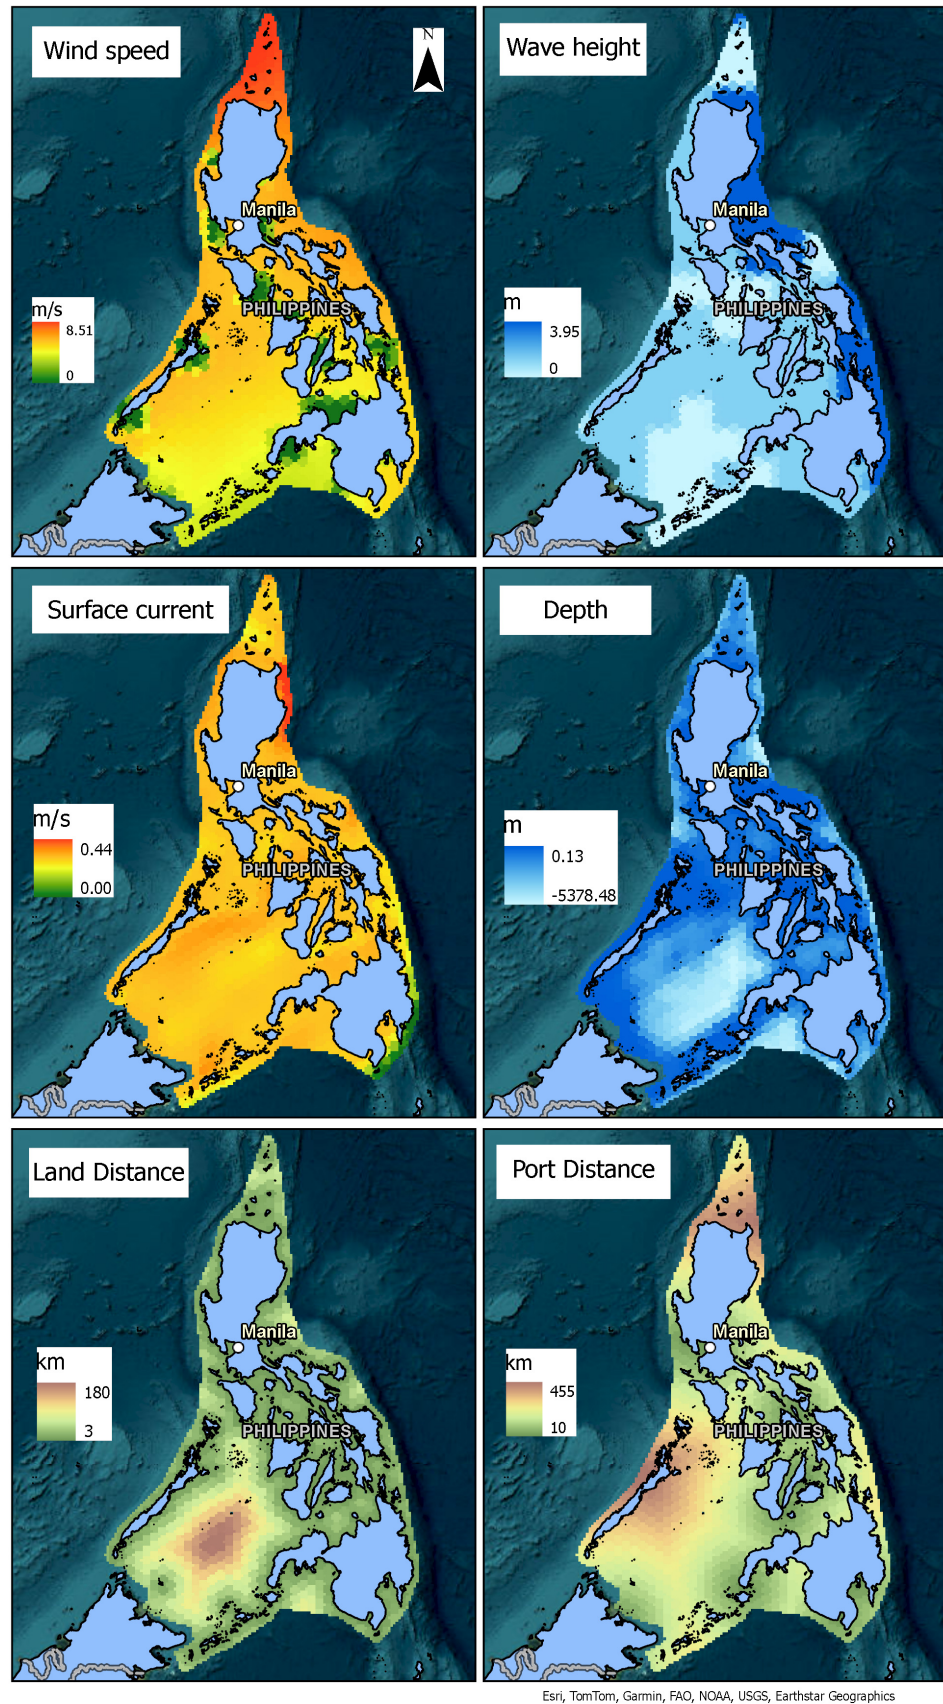 Wind speed
N
Manila
PHILIPPINES
m/s
8.51
0
Wave height
Manila
PHILIPPINES
m
3.95
0
Surface current
Manila
PHILIPPINES
m/s
0.44
0.00
Depth
Manila
PHILIPPINES
m
0.13
-5378.48
Land Distance
Manila
PHILIPPINES
km
180
3
Port Distance
Manila
PHILIPPINES
km
455
10
Esri, TomTom, Garmin, FAO, NOAA, USGS, Earthstar Geographics